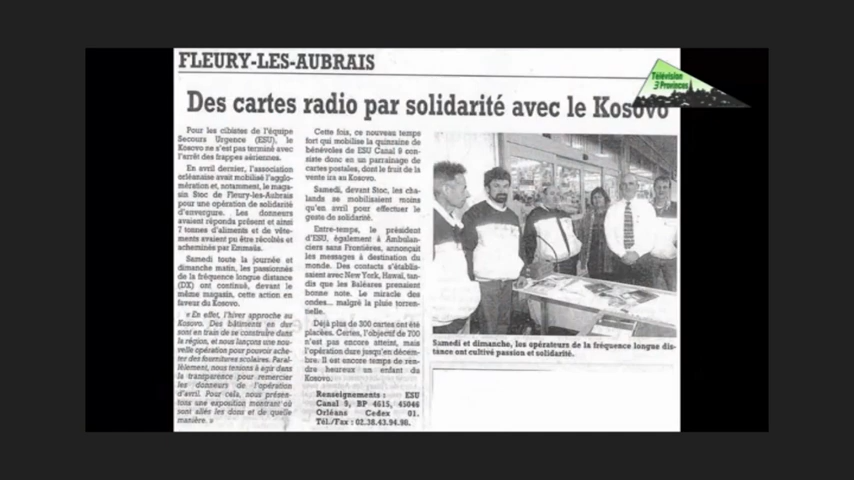 FLEURY-LES-AUBRAIS
Télévision
3 Provinces
Des cartes radio par solidarité avec le Kosovo
Pour les cibistes de l'équipe
Secours Urgence (ESU), le
Kosovo ne s'est pas terminé avec
l'arrêt des frappes aériennes.
En avril dernier, l'association
orléanaise avait mobilisé l'agglo-
mération et, notamment, le maga-
sin Stoc de Fleury-les-Aubrais
pour une opération de solidarité
d'envergure. Les donneurs
avaient répondu présent et ainsi
7 tonnes d'aliments et de vête-
ments avaient pu être récoltés et
acheminés par Emmaüs.
Samedi toute la journée et
dimanche matin, les passionnés
de la fréquence longue distance
(DX) ont continué, devant le
même magasin, cette action en
faveur du Kosovo.
« En effet, l'hiver approche au
Kosovo. Des bâtiments en dur
sont en train de se construire dans
la région, et nous lançons une nou-
velle opération pour pouvoir ache-
ter des fournitures scolaires. Paral-
lèlement, nous tenions à agir dans
la transparence pour remercier
les donneurs de l'opération
d'avril. Pour cela, nous présen-
tons une exposition montrant où
sont allés les dons et de quelle
manière. »
Cette fois, ce nouveau temps
fort qui mobilise la quinzaine de
bénévoles de ESU Canal 9 con-
siste donc en un parrainage de
cartes postales, dont le fruit de la
vente ira au Kosovo.
Samedi, devant Stoc, les cha-
lands se mobilisaient moins
qu'en avril pour effectuer le
geste de solidarité.
Entre-temps, le président
d'ESU, également à Ambulan-
ciers sans Frontières, annonçait
les messages à destination du
monde. Des contacts s'établis-
saient avec New York, Hawaï, tan-
dis que les Baléares prenaient
bonne note. Le miracle des
ondes... malgré la pluie torren-
tielle.
Déjà plus de 300 cartes ont été
placées. Certes, l'objectif de 700
n'est pas encore atteint, mais
l'opération dure jusqu'en décem-
bre. Il est encore temps de ren-
dre heureux un enfant du
Kosovo.
Renseignements : ESU
Canal 9, BP 4615, 45046
Orléans Cedex 01.
Tél./Fax : 02.38.43.94.90.
Samedi et dimanche, les opérateurs de la fréquence longue dis-
tance ont cultivé passion et solidarité.